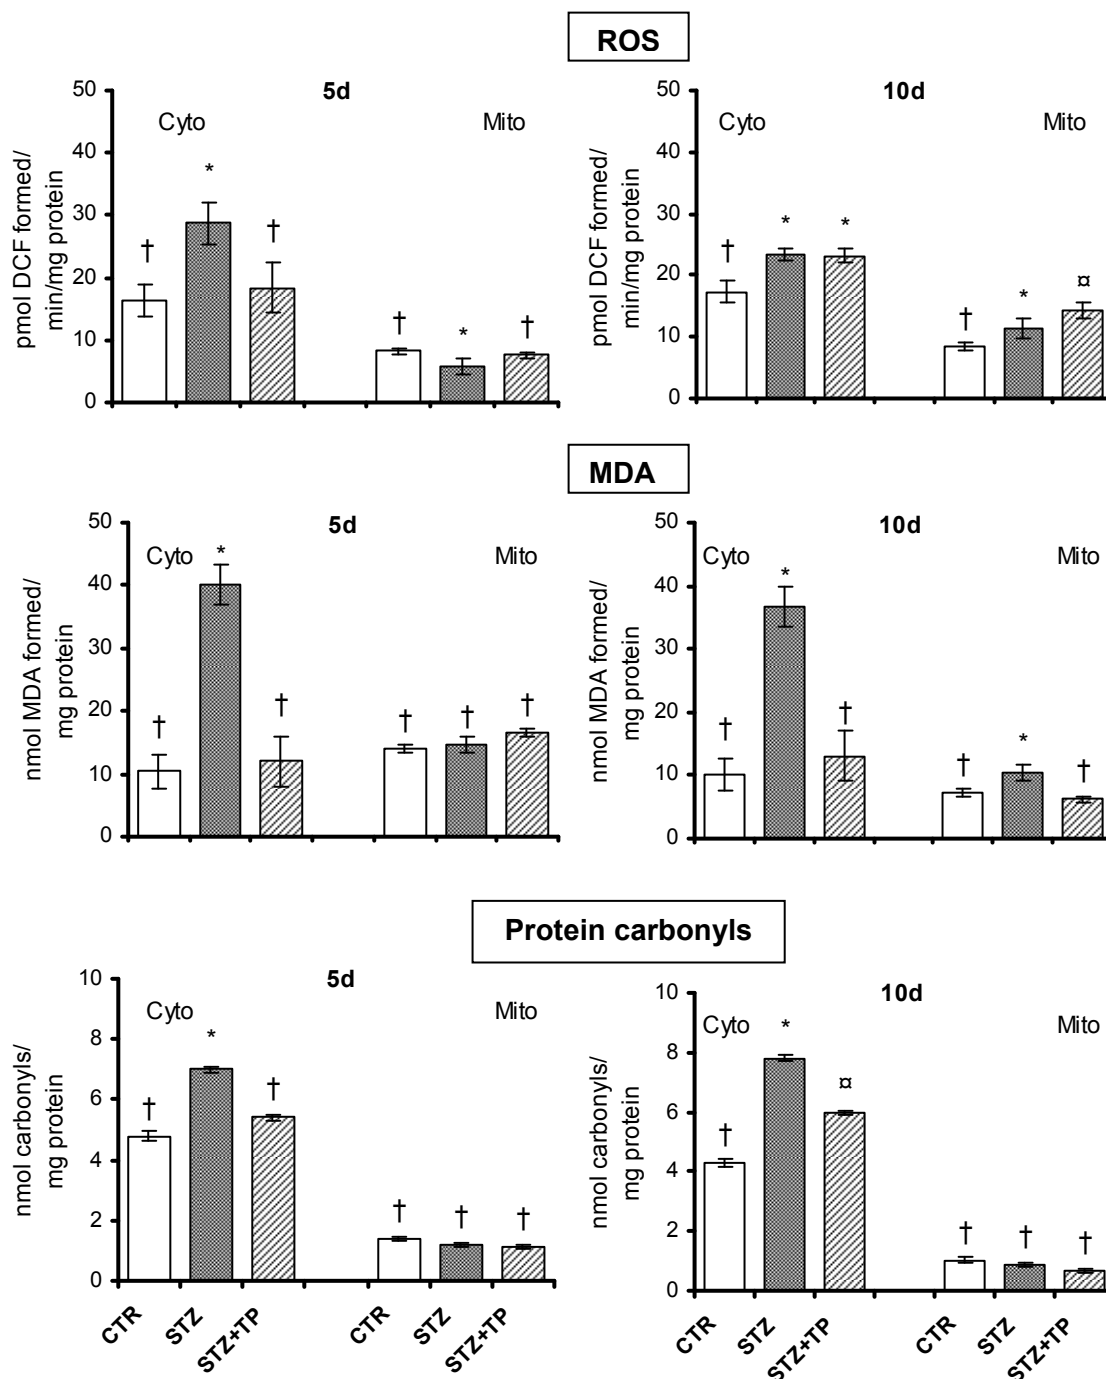 ROS
5d
Cyto
Mito
pmol DCF formed/
min/mg protein
50
40
30
20
10
0
†
*
†
†
*
†
10d
Cyto
Mito
pmol DCF formed/
min/mg protein
50
40
30
20
10
0
†
*
*
†
*
¤
MDA
5d
Cyto
Mito
nmol MDA formed/
mg protein
50
40
30
20
10
0
†
*
†
†
†
†
10d
Cyto
Mito
nmol MDA formed/
mg protein
50
40
30
20
10
0
†
*
†
†
*
†
Protein carbonyls
5d
Cyto
Mito
nmol carbonyls/
mg protein
10
8
6
4
2
0
†
*
†
†
†
†
CTR
STZ
STZ+TP
CTR
STZ
STZ+TP
10d
Cyto
Mito
nmol carbonyls/
mg protein
10
8
6
4
2
0
†
*
¤
†
†
†
CTR
STZ
STZ+TP
CTR
STZ
STZ+TP